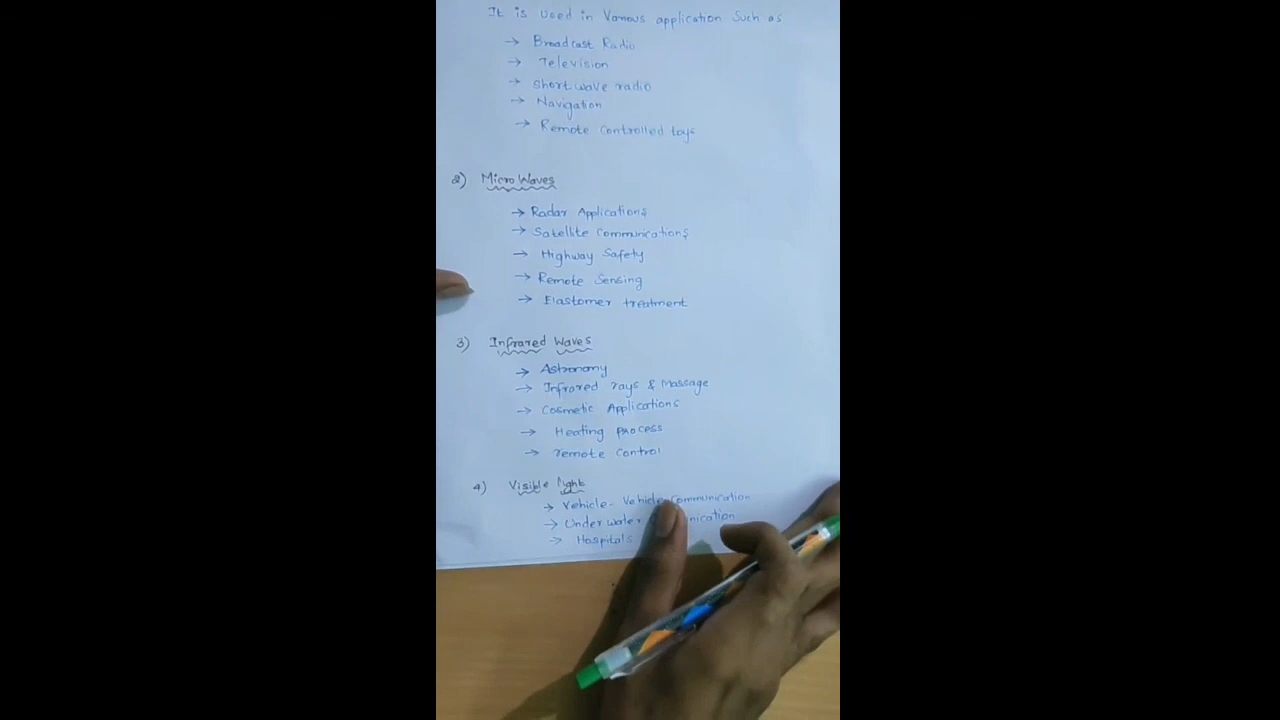 It is used in Various application Such as
→ Broadcast Radio
→ Television
→ Short wave radio
→ Navigation
→ Remote Controlled toys
2) Micro Waves
→ Radar Applications
→ Satellite Communications
→ Highway Safety
→ Remote Sensing
→ Elastomer treatment
3) Infrared Waves
→ Astronomy
→ Infrared rays & Massage
→ Cosmetic Applications
→ Heating process
→ remote control
4) Visible light
→ Vehicle - Vehicle Communication
→ Under water
→ Hospitals